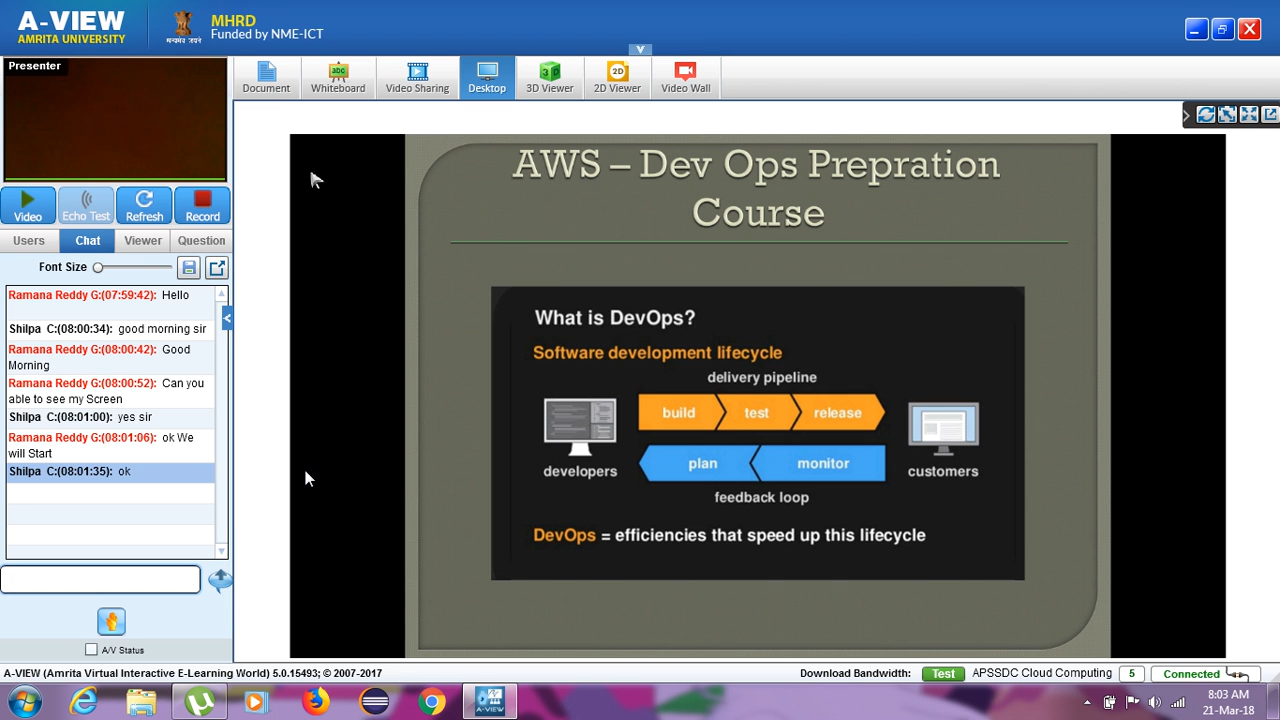 A-VIEW
AMRITA UNIVERSITY
MHRD
Funded by NME-ICT
Presenter
Document
Whiteboard
Video Sharing
Desktop
3D Viewer
2D Viewer
Video Wall
Video
Echo Test
Refresh
Record
Users
Chat
Viewer
Question
Font Size
Ramana Reddy G:(07:59:42): Hello
Shilpa C:(08:00:34): good morning sir
Ramana Reddy G:(08:00:42): Good
Morning
Ramana Reddy G:(08:00:52): Can you
able to see my Screen
Shilpa C:(08:01:00): yes sir
Ramana Reddy G:(08:01:06): ok We
will Start
Shilpa C:(08:01:35): ok
A/V Status
AWS – Dev Ops Prepration
Course
What is DevOps?
Software development lifecycle
delivery pipeline
build test release
developers
plan monitor
customers
feedback loop
DevOps = efficiencies that speed up this lifecycle
A-VIEW (Amrita Virtual Interactive E-Learning World) 5.0.15493; © 2007-2017
Download Bandwidth: Test APSSDC Cloud Computing 5 Connected
A-VIEW
8:03 AM
21-Mar-18